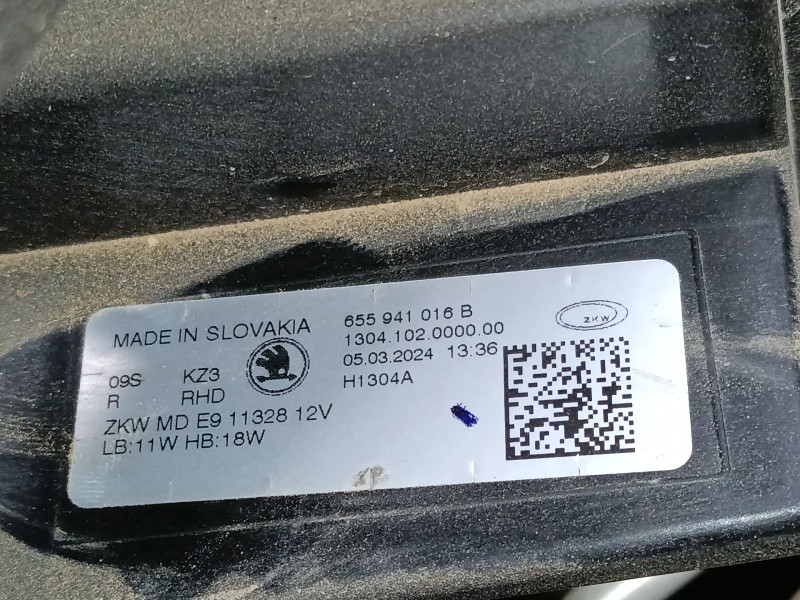 MADE IN SLOVAKIA
655 941 016 B
1304.102.0000.00
05.03.2024 13:36
H1304A
ZKW
09S KZ3
R RHD
ZKW MD E9 11328 12V
LB:11W HB:18W